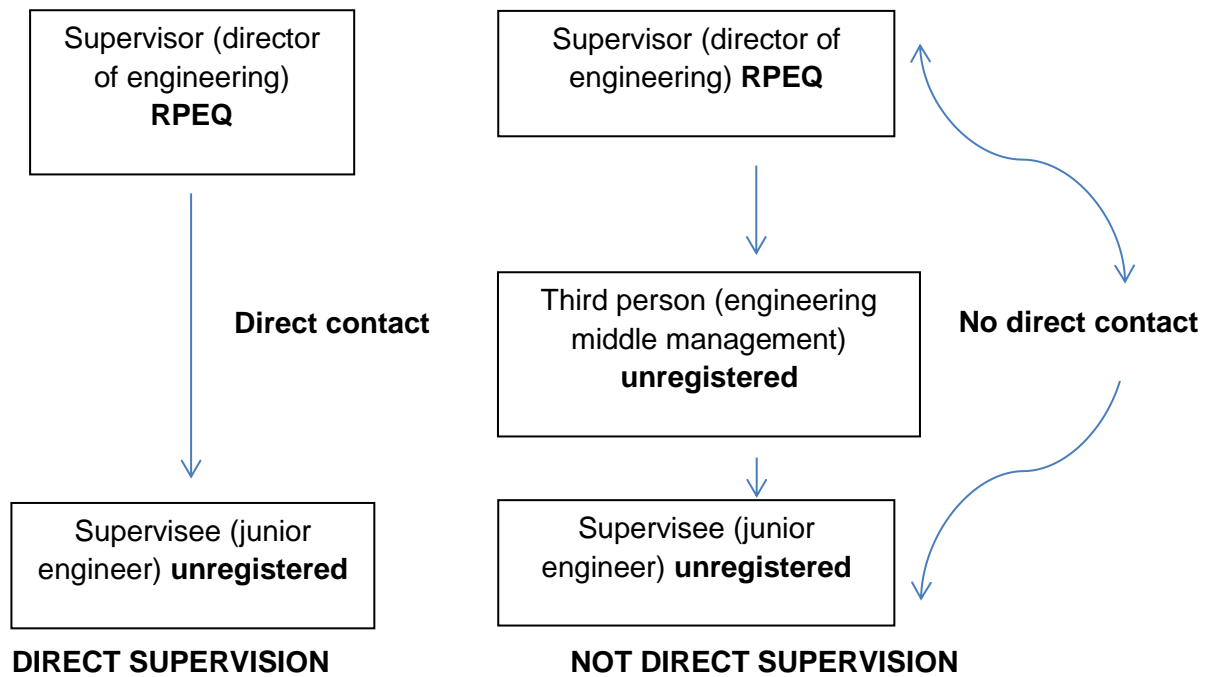 Supervisor (director
of engineering)
RPEQ
Direct contact
Supervisee (junior
engineer) unregistered
DIRECT SUPERVISION
Supervisor (director of
engineering) RPEQ
Third person (engineering
middle management)
unregistered
No direct contact
Supervisee (junior
engineer) unregistered
NOT DIRECT SUPERVISION